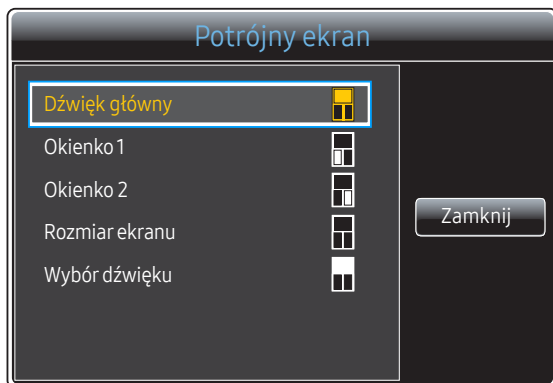 Potrójny ekran
Dźwięk główny
Okienko 1
Okienko 2
Rozmiar ekranu
Wybór dźwięku
Zamknij